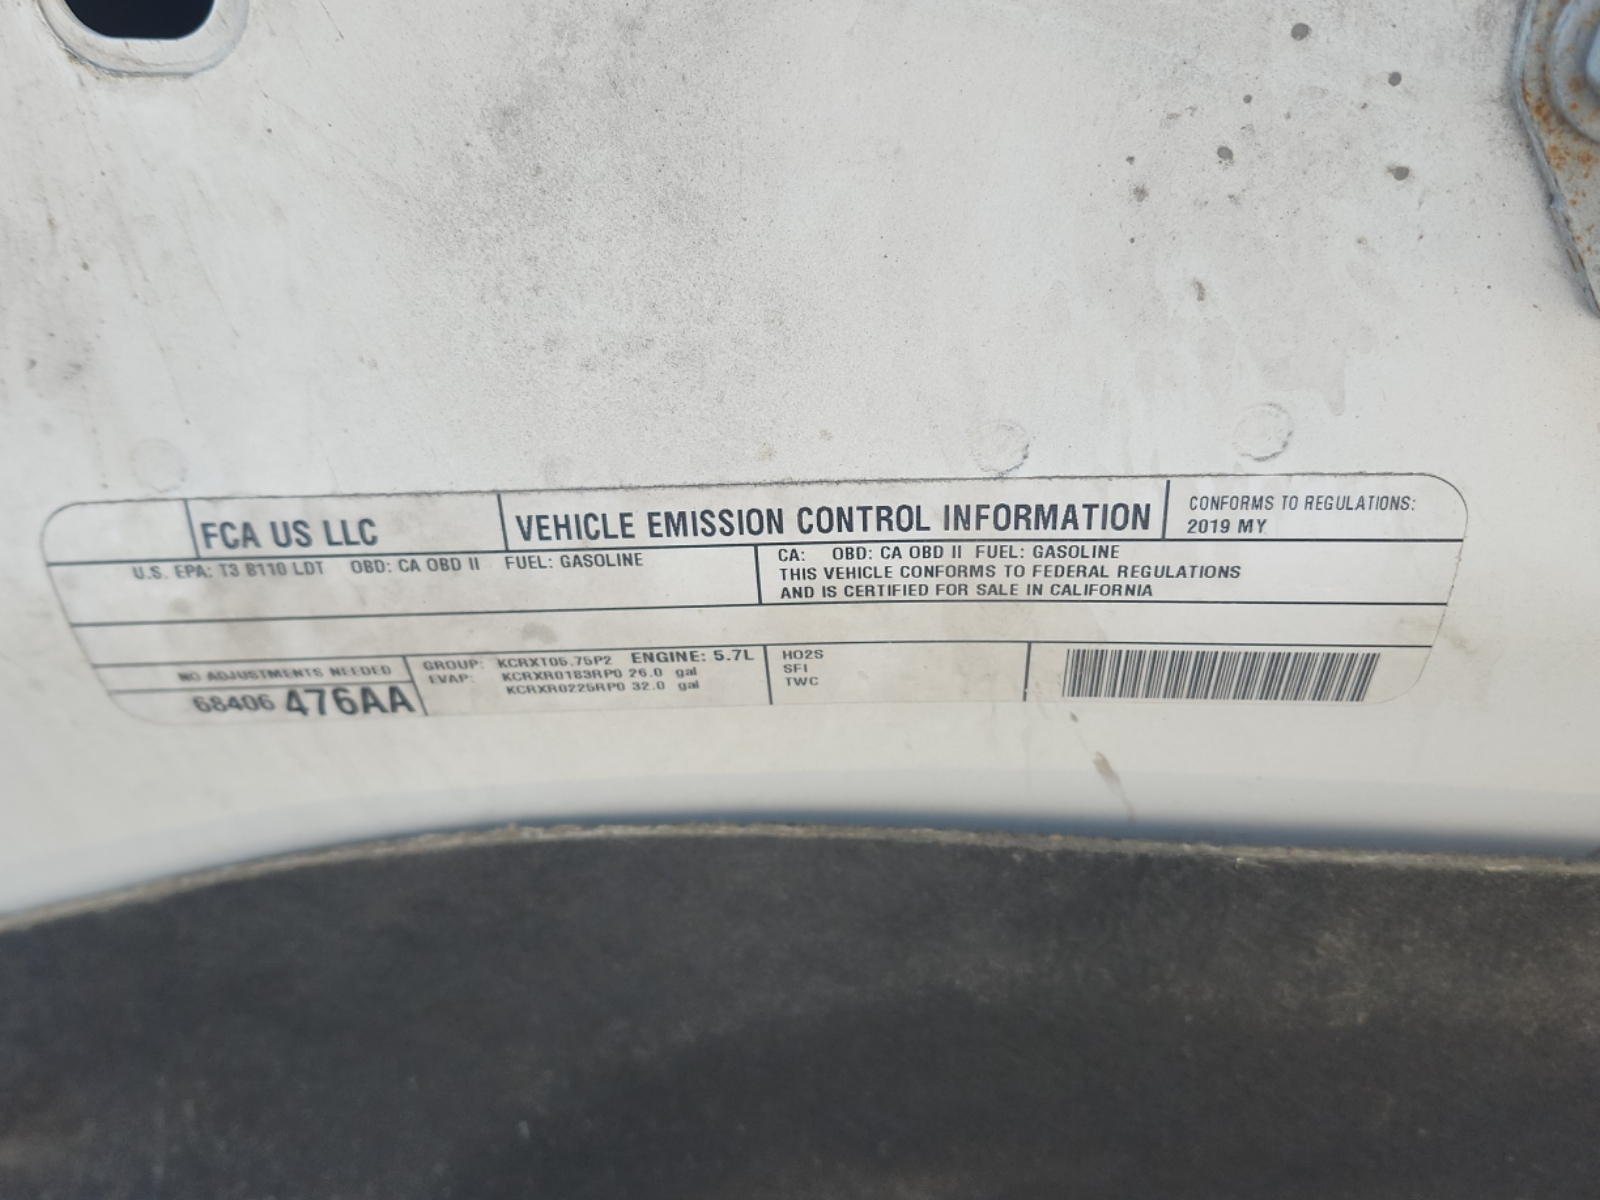 FCA US LLC
VEHICLE EMISSION CONTROL INFORMATION
CONFORMS TO REGULATIONS:
2019 MY
U.S. EPA: T3 B110 LDT OBD: CA OBD II FUEL: GASOLINE
CA: OBD: CA OBD II FUEL: GASOLINE
THIS VEHICLE CONFORMS TO FEDERAL REGULATIONS
AND IS CERTIFIED FOR SALE IN CALIFORNIA
NO ADJUSTMENTS NEEDED
68406 476AA
GROUP: KCRXT05.75P2 ENGINE: 5.7L
EVAP: KCRXR0183RP0 26.0 gal
KCRXR0225RP0 32.0 gal
HO2S
SFI
TWC